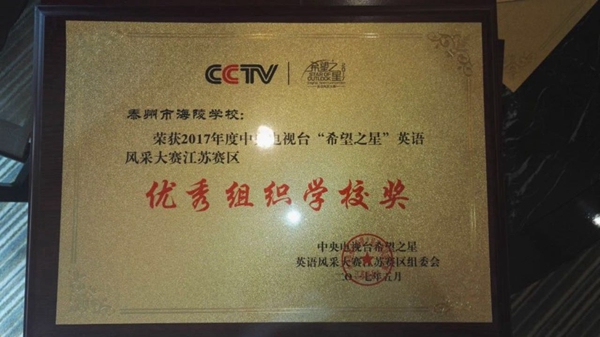 CCTV
希望之
星
OUTLOOK
泰州市海陵学校：
荣获2017年度中央电视台“希望之星”英语
风采大赛江苏赛区
优秀组织学校奖
中央电视台希望之星
英语风采大赛江苏赛区组委会
二〇一七年五月